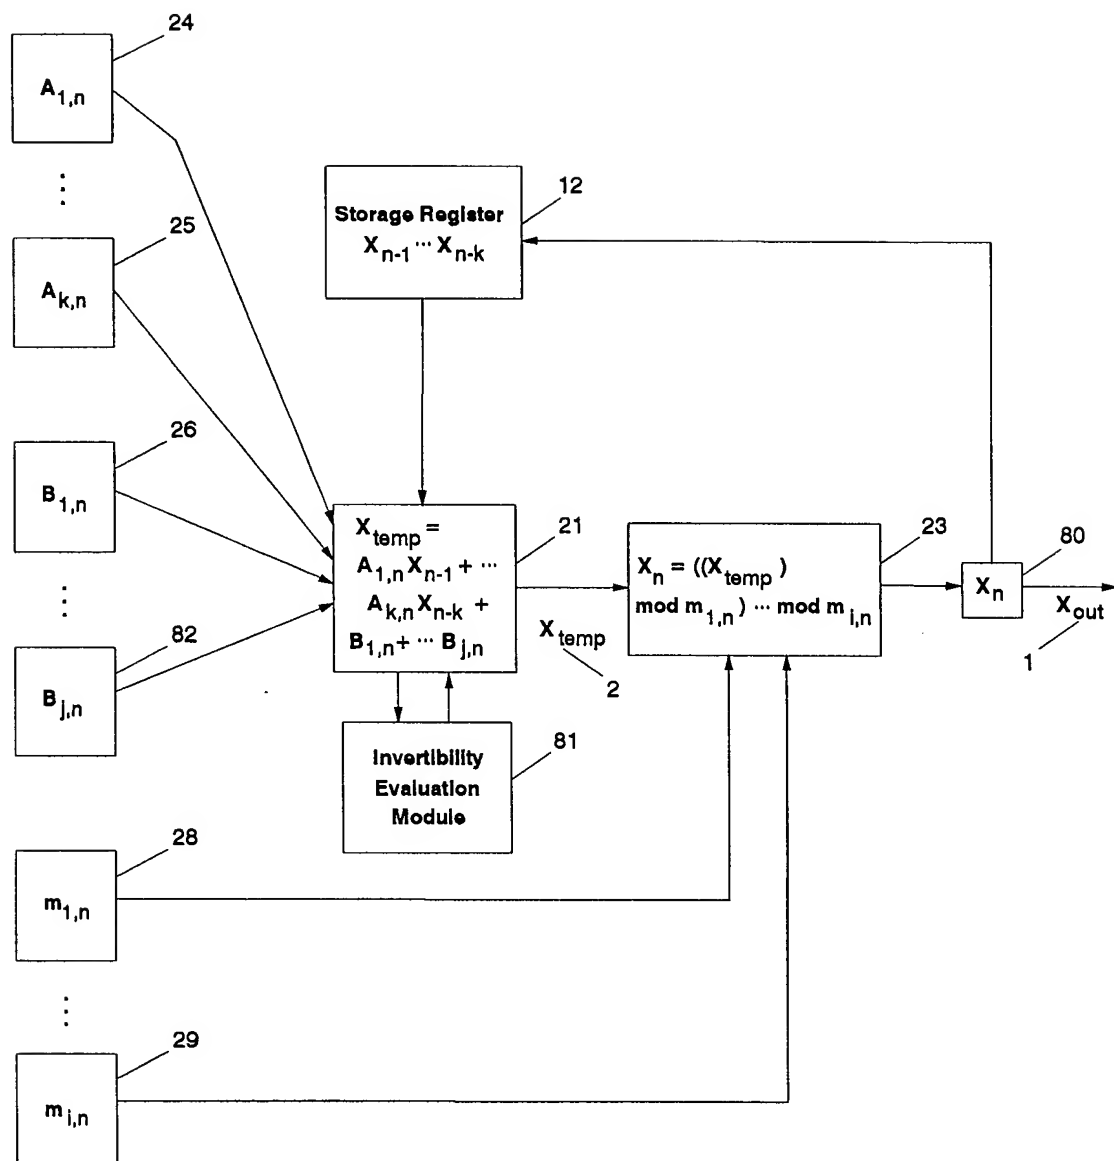 24
A1,n
⋮
25
Ak,n
26
B1,n
⋮
82
Bj,n
28
m1,n
⋮
29
mi,n
12
Storage Register
Xn-1 ··· Xn-k
21
Xtemp =
A1,nXn-1 + ···
Ak,nXn-k +
B1,n+ ··· Bj,n
Xtemp
2
81
Invertibility
Evaluation
Module
23
Xn = ((Xtemp)
mod m1,n) ··· mod mi,n
80
Xn
Xout
1